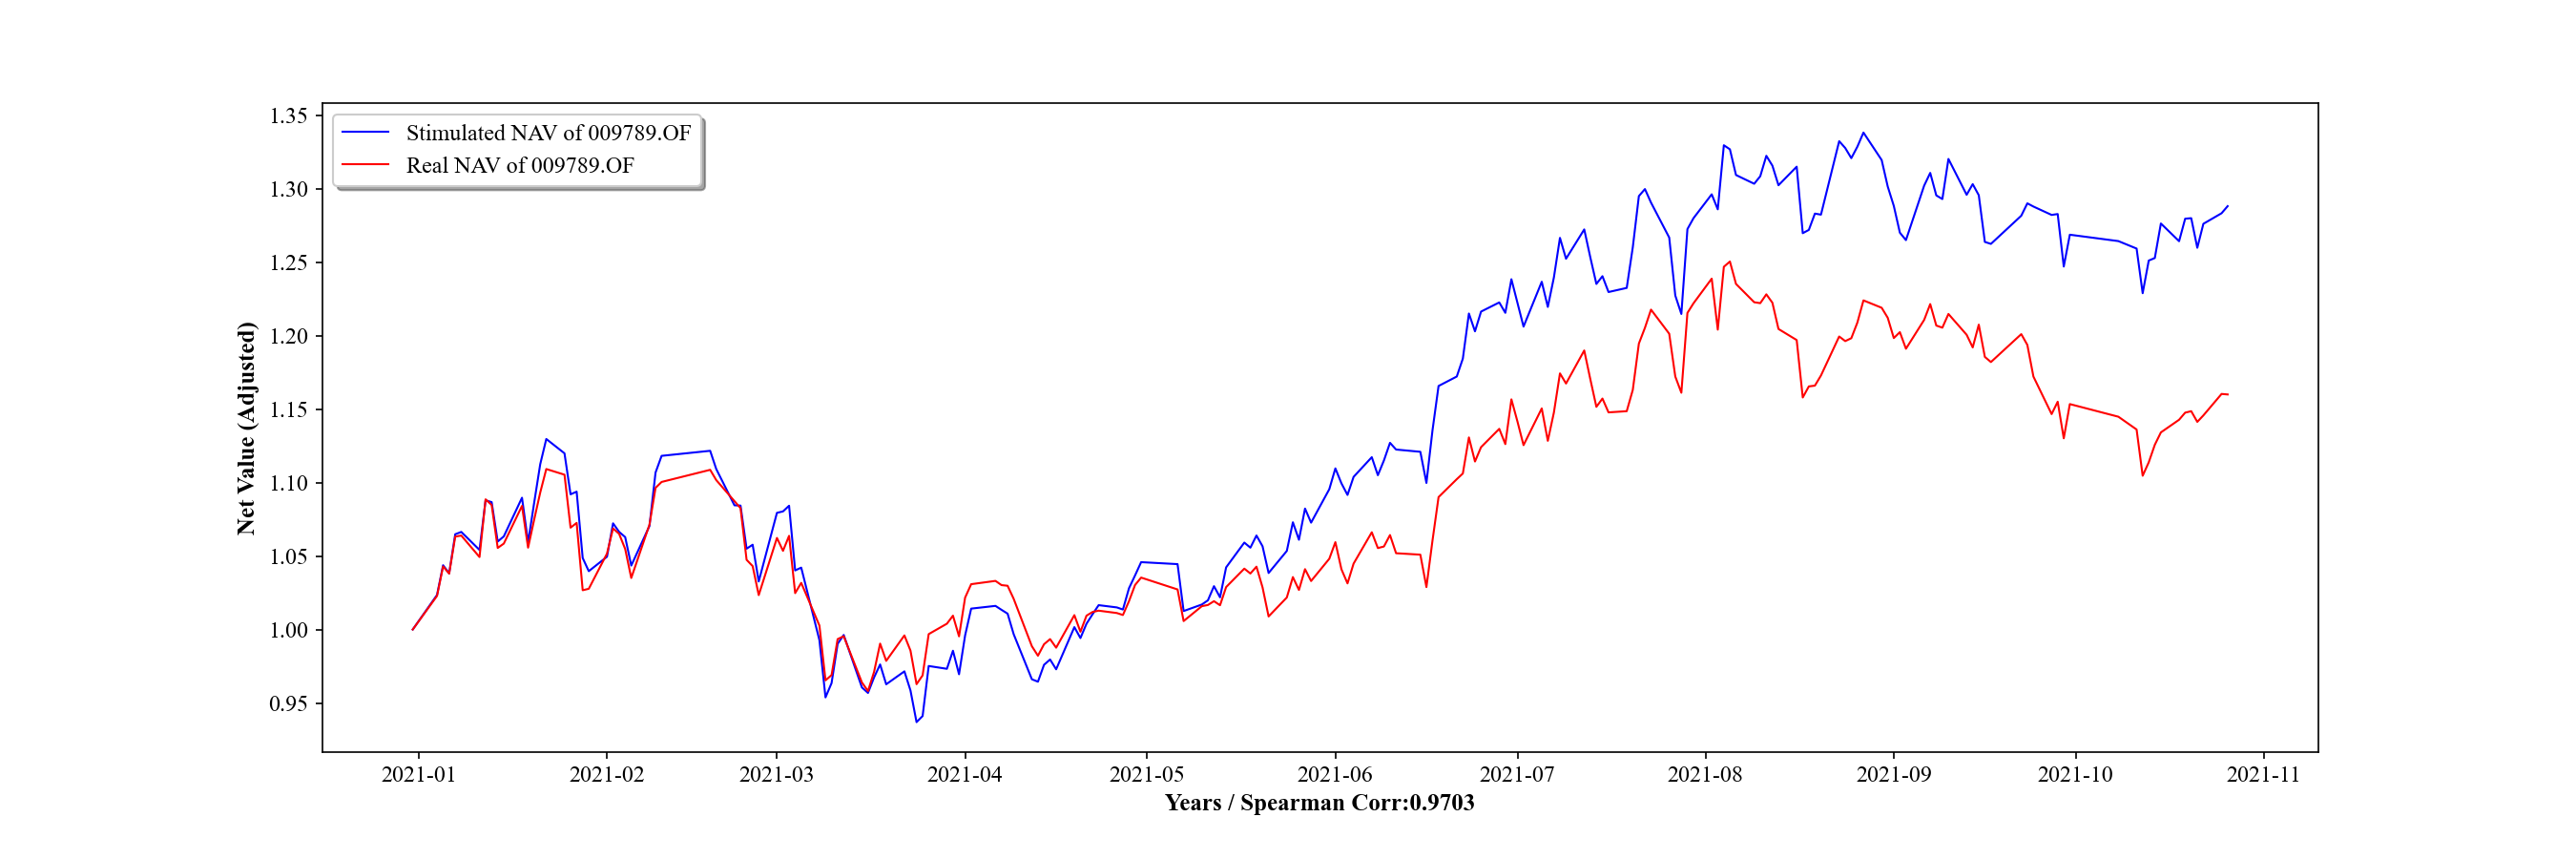 Stimulated NAV of 009789.OF
Real NAV of 009789.OF
Net Value (Adjusted)
1.35
1.30
1.25
1.20
1.15
1.10
1.05
1.00
0.95
2021-01 2021-02 2021-03 2021-04 2021-05 2021-06 2021-07 2021-08 2021-09 2021-10 2021-11
Years / Spearman Corr:0.9703